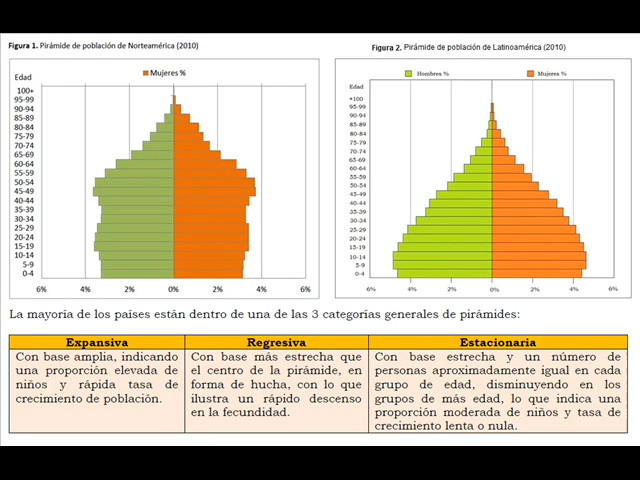 Figura 1. Pirámide de población de Norteamérica (2010)
Mujeres %
Edad
100+
95-99
90-94
85-89
80-84
75-79
70-74
65-69
60-64
55-59
50-54
45-49
40-44
35-39
30-34
25-29
20-24
15-19
10-14
5-9
0-4
6% 4% 2% 0% 2% 4% 6%
Figura 2. Pirámide de población de Latinoamérica (2010)
Hombres % Mujeres %
Edad
+100
95-99
90-94
85-89
80-84
75-79
70-74
65-69
60-64
55-59
50-54
45-49
40-44
35-39
30-34
25-29
20-24
15-19
10-14
5-9
0-4
6% 4% 2% 0% 2% 4% 6%
La mayoría de los países están dentro de una de las 3 categorías generales de pirámides:
Expansiva
Con base amplia, indicando
una proporción elevada de
niños y rápida tasa de
crecimiento de población.
Regresiva
Con base más estrecha que
el centro de la pirámide, en
forma de hucha, con lo que
ilustra un rápido descenso
en la fecundidad.
Estacionaria
Con base estrecha y un número de
personas aproximadamente igual en cada
grupo de edad, disminuyendo en los
grupos de más edad, lo que indica una
proporción moderada de niños y tasa de
crecimiento lenta o nula.